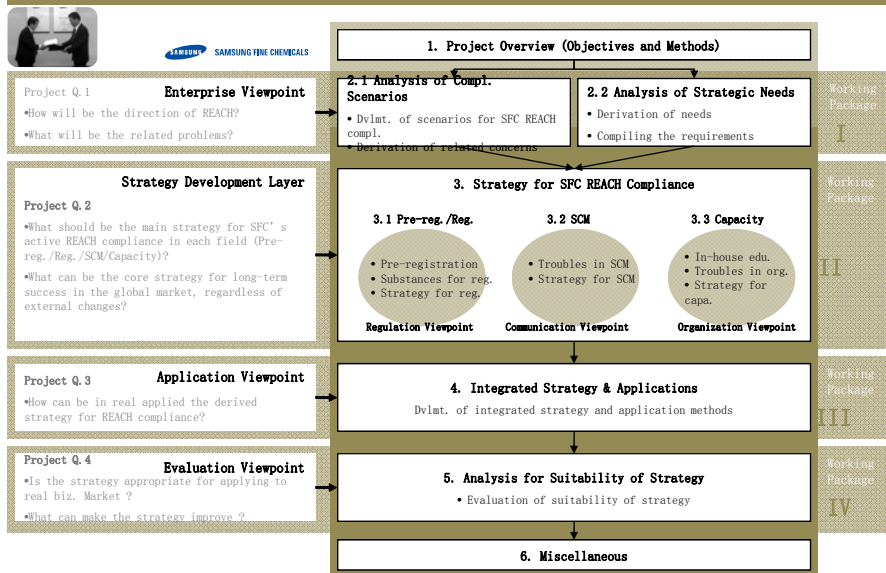 SAMSUNG
SAMSUNG FINE CHEMICALS
1. Project Overview (Objectives and Methods)
Project Q.1
Enterprise Viewpoint
•How will be the direction of REACH?
•What will be the related problems?
2.1 Analysis of Compl.
Scenarios
• Dvlmt. of scenarios for SFC REACH
compl.
• Derivation of related concerns
2.2 Analysis of Strategic Needs
• Derivation of needs
• Compiling the requirements
Working
Package
I
Strategy Development Layer
Project Q.2
•What should be the main strategy for SFC's
active REACH compliance in each field (Pre-
reg./Reg./SCM/Capacity)?
•What can be the core strategy for long-term
success in the global market, regardless of
external changes?
3. Strategy for SFC REACH Compliance
3.1 Pre-reg./Reg.
• Pre-registration
• Substances for reg.
• Strategy for reg.
Regulation Viewpoint
3.2 SCM
• Troubles in SCM
• Strategy for SCM
Communication Viewpoint
3.3 Capacity
• In-house edu.
• Troubles in org.
• Strategy for
capa.
Organization Viewpoint
Working
Package
II
Project Q.3
Application Viewpoint
•How can be in real applied the derived
strategy for REACH compliance?
4. Integrated Strategy & Applications
Dvlmt. of integrated strategy and application methods
Working
Package
III
Project Q.4
Evaluation Viewpoint
•Is the strategy appropriate for applying to
real biz. Market ?
•What can make the strategy improve ?
5. Analysis for Suitability of Strategy
• Evaluation of suitability of strategy
Working
Package
IV
6. Miscellaneous